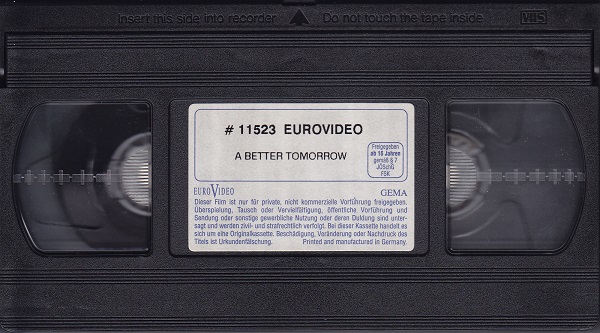 Insert this side into recorder
Do not touch the tape inside
VHS
# 11523 EUROVIDEO
A BETTER TOMORROW
Freigegeben
ab 16 Jahren
gemäß § 7
JÖSchG
FSK
EUROVIDEO
GEMA
Dieser Film ist nur für private, nicht kommerzielle Vorführung freigegeben.
Überspielung, Tausch oder Vervielfältigung, öffentliche Vorführung und
Sendung oder sonstige gewerbliche Nutzung oder deren Duldung sind unter-
sagt und werden zivil- und strafrechtlich verfolgt. Bei dieser Kassette handelt es
sich um eine Originalkassette. Beschädigung, Veränderung oder Nachdruck des
Titels ist Urkundenfälschung. Printed and manufactured in Germany.